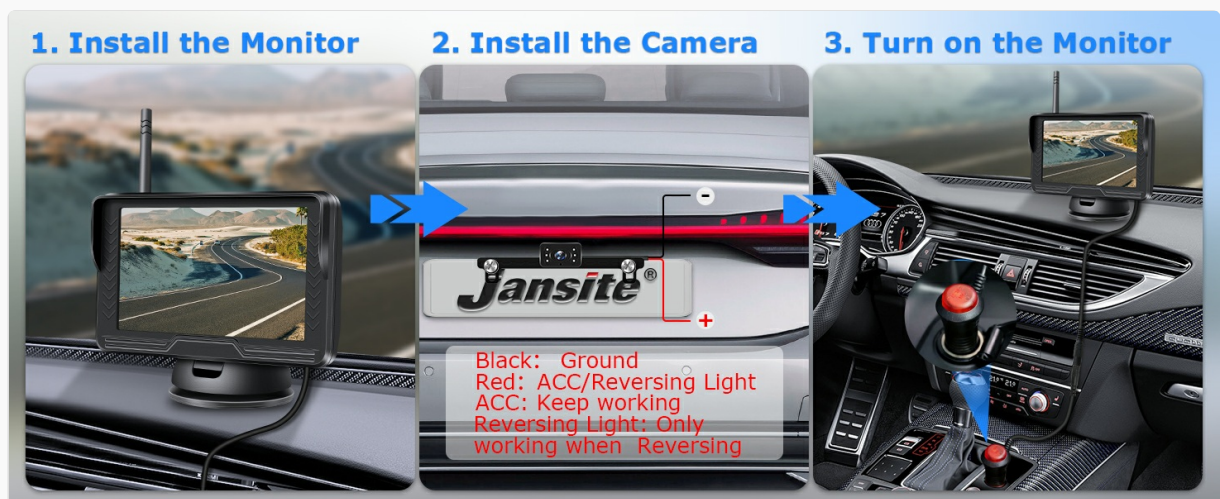 1. Install the Monitor
2. Install the Camera
3. Turn on the Monitor
-
Jansite®
+
Black: Ground
Red: ACC/Reversing Light
ACC: Keep working
Reversing Light: Only
working when Reversing